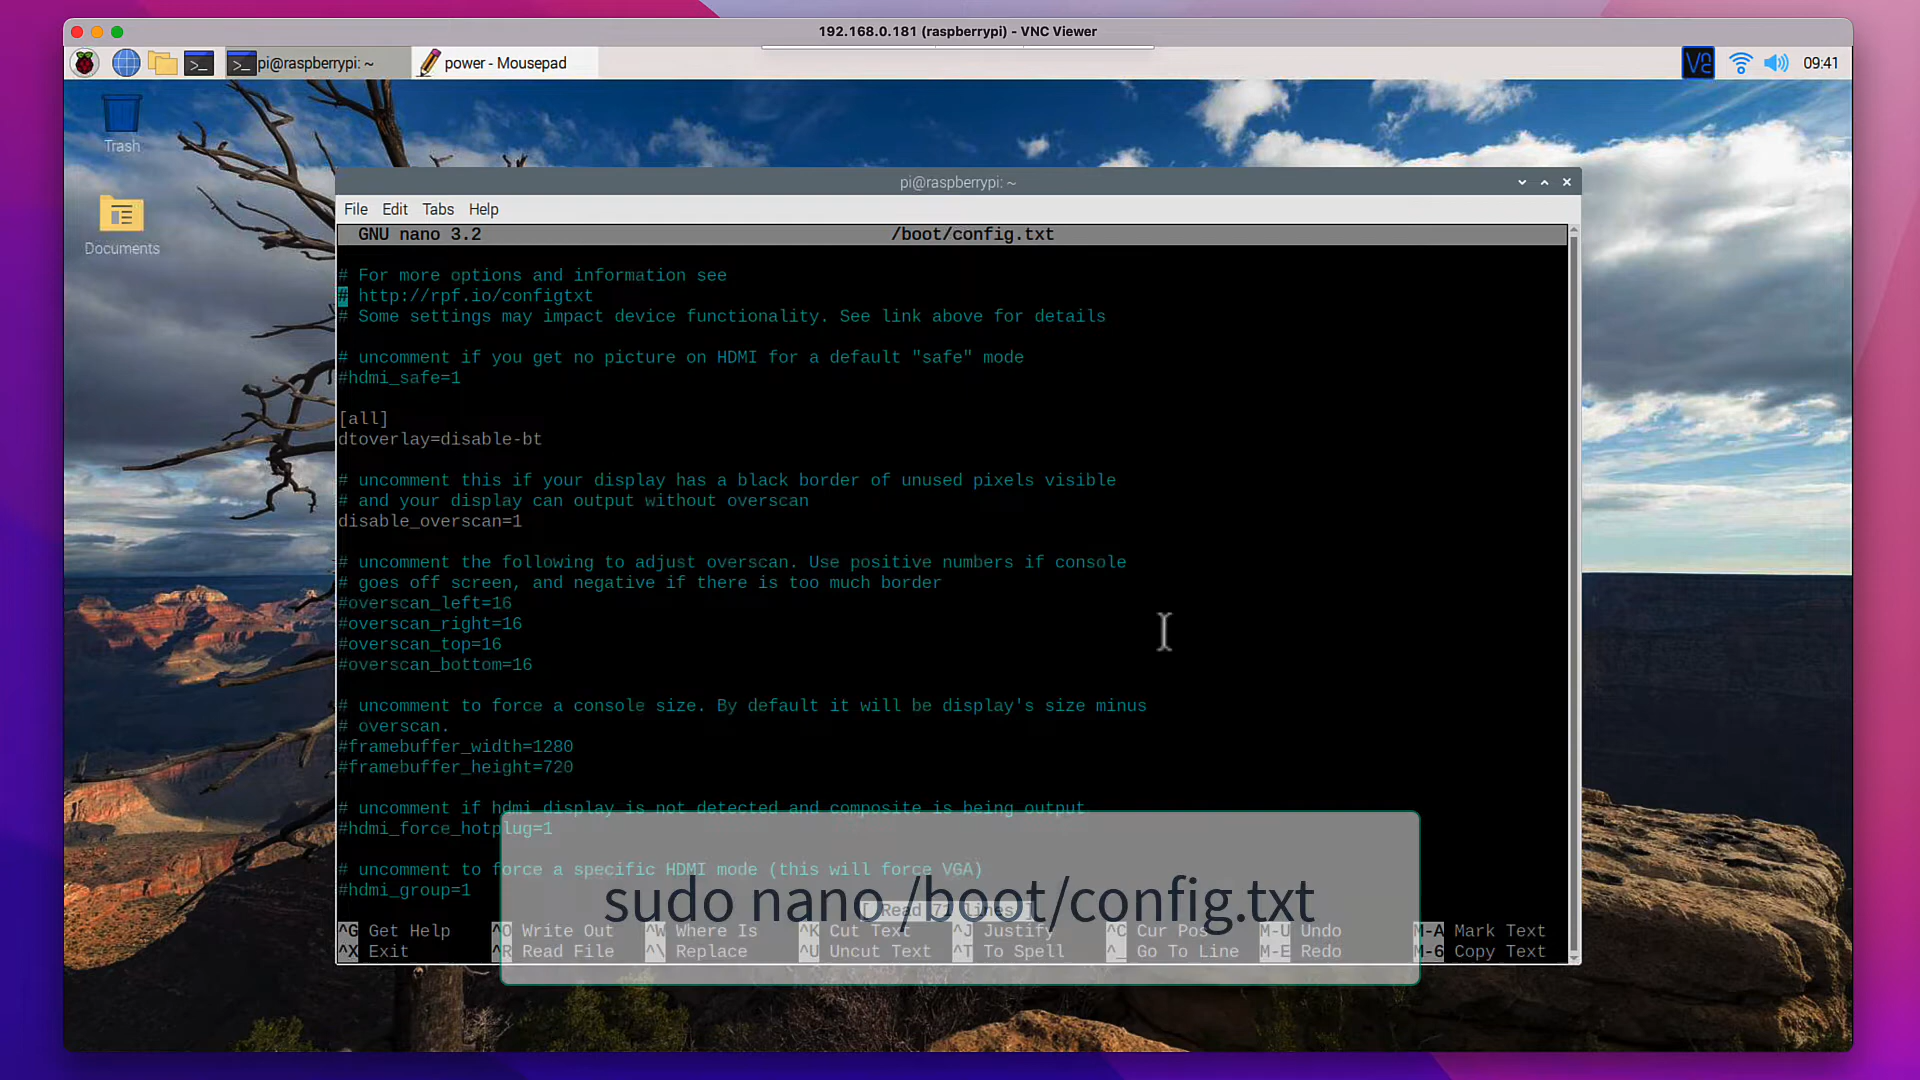 192.168.0.181 (raspberrypi) - VNC Viewer
pi@raspberrypi: ~
power - Mousepad
09:41
Trash
Documents
pi@raspberrypi: ~
File Edit Tabs Help
GNU nano 3.2 /boot/config.txt
# For more options and information see
# http://rpf.io/configtxt
# Some settings may impact device functionality. See link above for details
# uncomment if you get no picture on HDMI for a default "safe" mode
#hdmi_safe=1
[all]
dtoverlay=disable-bt
# uncomment this if your display has a black border of unused pixels visible
# and your display can output without overscan
disable_overscan=1
# uncomment the following to adjust overscan. Use positive numbers if console
# goes off screen, and negative if there is too much border
#overscan_left=16
#overscan_right=16
#overscan_top=16
#overscan_bottom=16
# uncomment to force a console size. By default it will be display's size minus
# overscan.
#framebuffer_width=1280
#framebuffer_height=720
# uncomment if hdmi display is not detected and composite is being output
#hdmi_force_hotplug=1
# uncomment to force a specific HDMI mode (this will force VGA)
#hdmi_group=1
sudo nano /boot/config.txt
[ Read 71 lines ]
^G Get Help ^O Write Out ^W Where Is ^K Cut Text ^J Justify ^C Cur Pos M-U Undo M-A Mark Text
^X Exit ^R Read File ^\ Replace ^U Uncut Text ^T To Spell ^_ Go To Line M-E Redo M-6 Copy Text